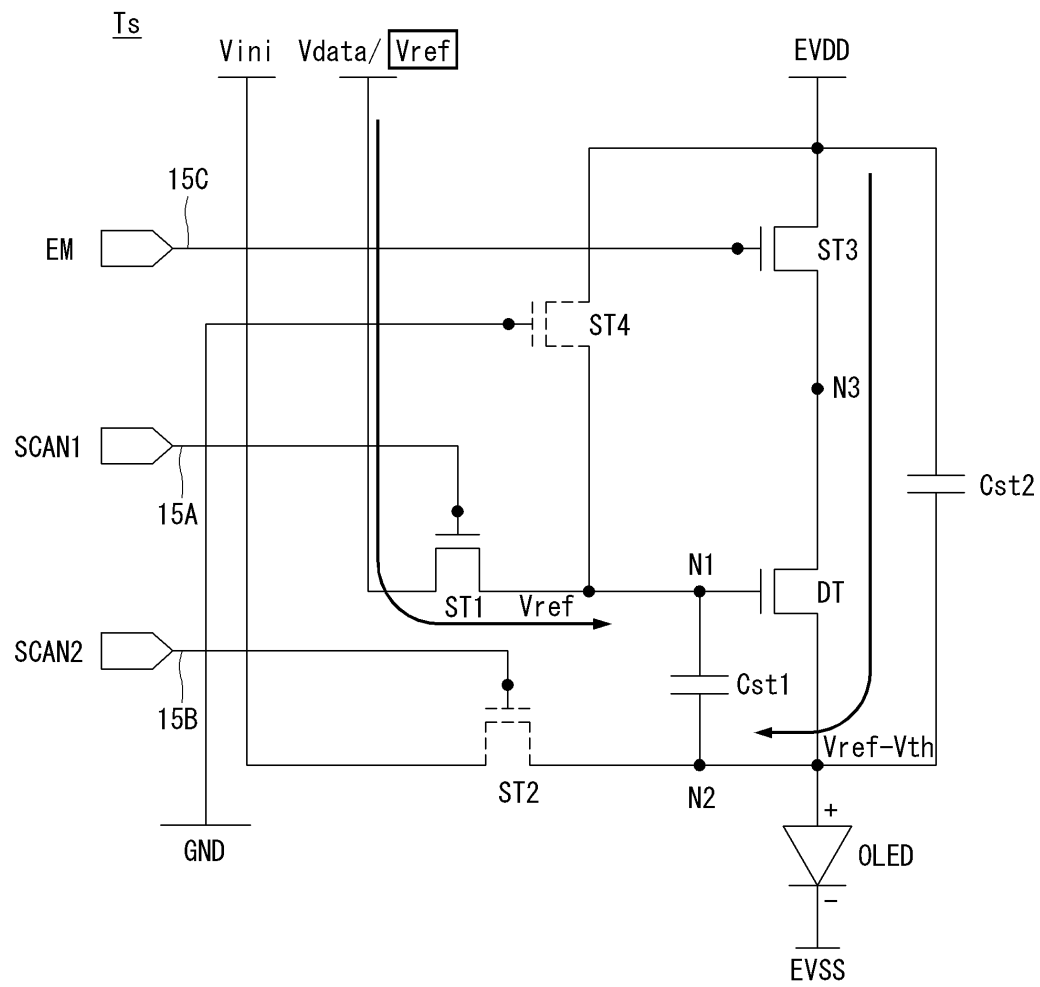 Ts
Vini
Vdata/ Vref
EVDD
15C
EM
ST3
ST4
N3
SCAN1
15A
Cst2
N1
DT
ST1
Vref
SCAN2
15B
Cst1
Vref-Vth
ST2
N2
+
GND
OLED
-
EVSS